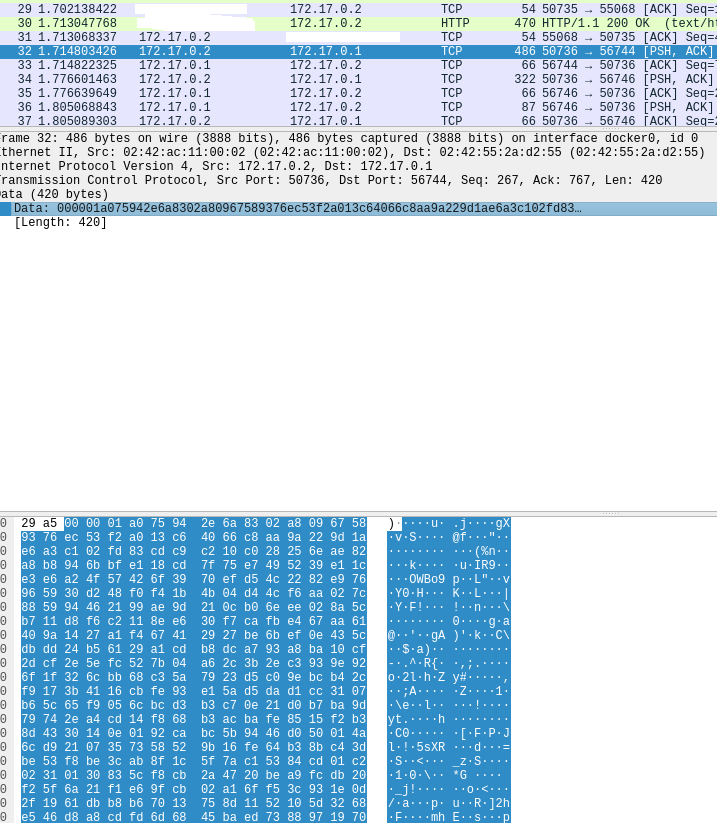 29 1.702138422 172.17.0.2 TCP 54 50735 → 55068 [ACK] Seq=
30 1.713047768 172.17.0.2 HTTP 470 HTTP/1.1 200 OK (text/h
31 1.713068337 172.17.0.2 TCP 54 55068 → 50735 [ACK] Seq=
32 1.714803426 172.17.0.2 172.17.0.1 TCP 486 50736 → 56744 [PSH, ACK]
33 1.714822325 172.17.0.1 172.17.0.2 TCP 66 56744 → 50736 [ACK] Seq=
34 1.776601463 172.17.0.2 172.17.0.1 TCP 322 50736 → 56746 [PSH, ACK]
35 1.776639649 172.17.0.1 172.17.0.2 TCP 66 56746 → 50736 [ACK] Seq=2
36 1.805068843 172.17.0.1 172.17.0.2 TCP 87 56746 → 50736 [PSH, ACK]
37 1.805089303 172.17.0.2 172.17.0.1 TCP 66 50736 → 56746 [ACK] Seq=2
rame 32: 486 bytes on wire (3888 bits), 486 bytes captured (3888 bits) on interface docker0, id 0
thernet II, Src: 02:42:ac:11:00:02 (02:42:ac:11:00:02), Dst: 02:42:55:2a:d2:55 (02:42:55:2a:d2:55)
nternet Protocol Version 4, Src: 172.17.0.2, Dst: 172.17.0.1
ransmission Control Protocol, Src Port: 50736, Dst Port: 56744, Seq: 267, Ack: 767, Len: 420
ata (420 bytes)
Data: 000001a075942e6a8302a80967589376ec53f2a013c64066c8aa9a229d1ae6a3c102fd83…
[Length: 420]
0 29 a5 00 00 01 a0 75 94 2e 6a 83 02 a8 09 67 58 )·····u· .j····gX
0 93 76 ec 53 f2 a0 13 c6 40 66 c8 aa 9a 22 9d 1a ·v·S···· @f···"··
0 e6 a3 c1 02 fd 83 cd c9 c2 10 c0 28 25 6e ae 82 ········ ···(%n··
0 a8 b8 94 6b bf e1 18 cd 7f 75 e7 49 52 39 e1 1c ···k···· ·u·IR9··
0 e3 e6 a2 4f 57 42 6f 39 70 ef d5 4c 22 82 e9 76 ···OWBo9 p··L"··v
0 96 59 30 d2 48 f0 f4 1b 4b 04 d4 4c f6 aa 02 7c ·Y0·H··· K··L···|
0 88 59 94 46 21 99 ae 9d 21 0c b0 6e ee 02 8a 5c ·Y·F!··· !··n···\
0 b7 11 d8 f6 c2 11 8e e6 30 f7 ca fb e4 67 aa 61 ········ 0····g·a
0 40 9a 14 27 a1 f4 67 41 29 27 be 6b ef 0e 43 5c @··'··gA )'·k··C\
0 db dd 24 b5 61 29 a1 cd b8 dc a7 93 a8 ba 10 cf ··$·a)·· ········
0 2d cf 2e 5e fc 52 7b 04 a6 2c 3b 2e c3 93 9e 92 -·.^·R{· ·,;.····
0 6f 1f 32 6c bb 68 c3 5a 79 23 d5 c0 9e bc b4 2c o·2l·h·Z y#·····,
0 f9 17 3b 41 16 cb fe 93 e1 5a d5 da d1 cc 31 07 ··;A···· ·Z····1·
0 b6 5c 65 f9 05 6c bc d3 b3 c7 0e 21 d0 b7 ba 9d ·\e··l·· ···!····
0 79 74 2e a4 cd 14 f8 68 b3 ac ba fe 85 15 f2 b3 yt.····h ········
0 8d 43 30 14 0e 01 92 ca bc 5b 94 46 d0 50 01 4a ·C0····· ·[·F·P·J
0 6c d9 21 07 35 73 58 52 9b 16 fe 64 b3 8b c4 3d l·!·5sXR ···d···=
0 be 53 f8 be 3c ab 8f 1c 5f 7a c1 53 84 cd 01 c2 ·S··<··· _z·S····
0 02 31 01 30 83 5c f8 cb 2a 47 20 be a9 fc db 20 ·1·0·\·· *G ····
0 f2 5f 6a 21 f1 e6 9f cb 02 a1 6f f5 3c 93 1e 0d ·_j!···· ··o·<···
0 2f 19 61 db b8 b6 70 13 75 8d 11 52 10 5d 32 68 /·a···p· u··R·]2h
0 e5 46 d8 a8 cd fd 6d 68 45 ba ed 73 88 97 19 70 ·F····mh E··s···p